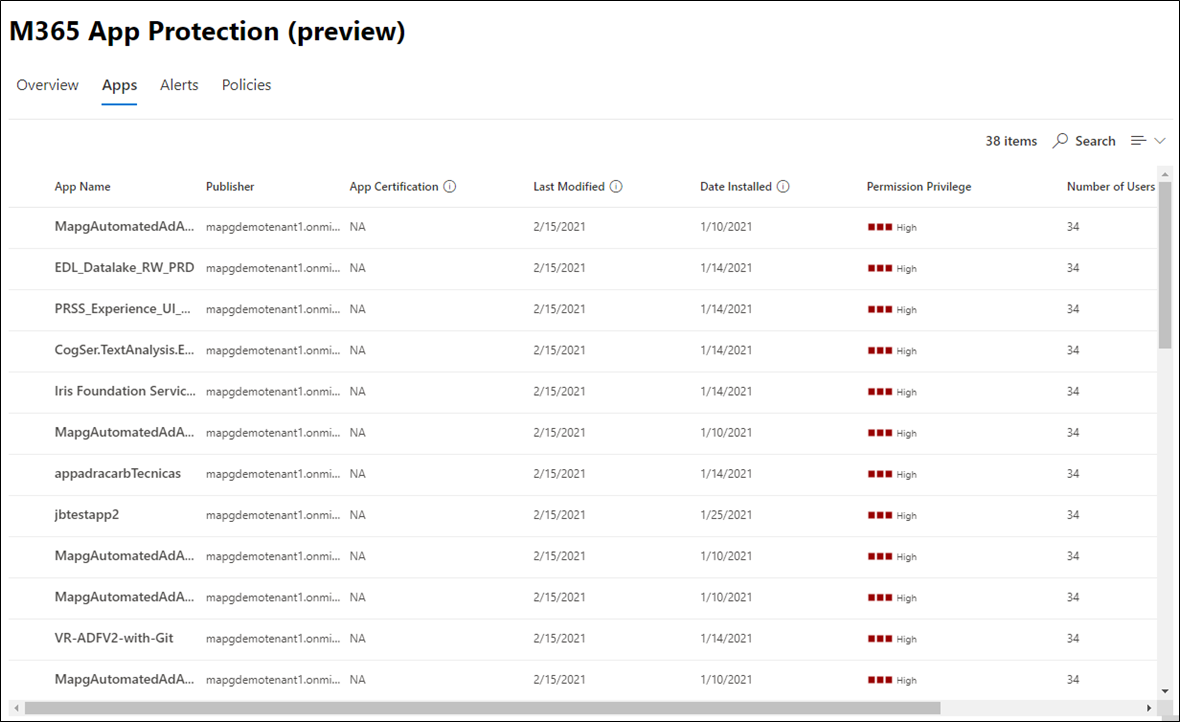 M365 App Protection (preview)
Overview Apps Alerts Policies
38 items Search
App Name Publisher App Certification Last Modified Date Installed Permission Privilege Number of Users
MapgAutomatedAdA... mapgdemotenant1.onmi... NA 2/15/2021 1/10/2021 High 34
EDL_Datalake_RW_PRD mapgdemotenant1.onmi... NA 2/15/2021 1/14/2021 High 34
PRSS_Experience_UI_... mapgdemotenant1.onmi... NA 2/15/2021 1/14/2021 High 34
CogSer.TextAnalysis.E... mapgdemotenant1.onmi... NA 2/15/2021 1/14/2021 High 34
Iris Foundation Servic... mapgdemotenant1.onmi... NA 2/15/2021 1/14/2021 High 34
MapgAutomatedAdA... mapgdemotenant1.onmi... NA 2/15/2021 1/10/2021 High 34
appadracarbTecnicas mapgdemotenant1.onmi... NA 2/15/2021 1/14/2021 High 34
jbtestapp2 mapgdemotenant1.onmi... NA 2/15/2021 1/25/2021 High 34
MapgAutomatedAdA... mapgdemotenant1.onmi... NA 2/15/2021 1/10/2021 High 34
MapgAutomatedAdA... mapgdemotenant1.onmi... NA 2/15/2021 1/10/2021 High 34
VR-ADFV2-with-Git mapgdemotenant1.onmi... NA 2/15/2021 1/14/2021 High 34
MapgAutomatedAdA... mapgdemotenant1.onmi... NA 2/15/2021 1/10/2021 High 34